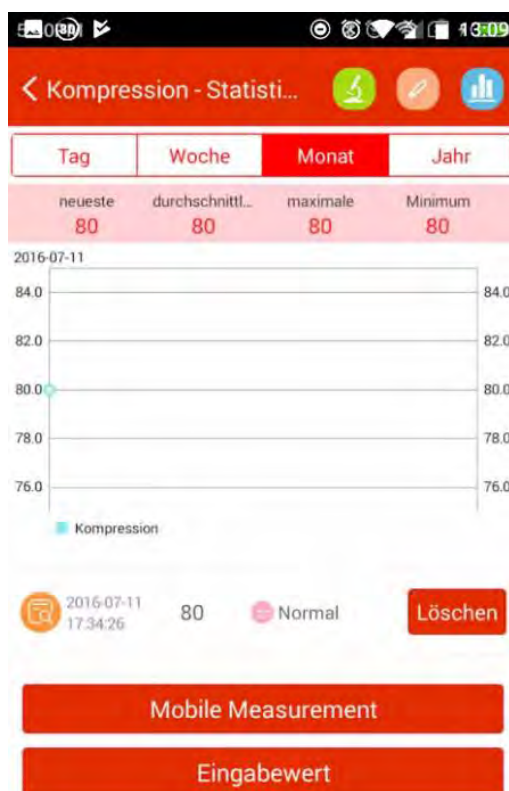 13:09
Kompression - Statisti...
Tag Woche Monat Jahr
neueste durchschnittl... maximale Minimum
80 80 80 80
2016-07-11
84.0 84.0
82.0 82.0
80.0 80.0
78.0 78.0
76.0 76.0
Kompression
2016-07-11
17:34:26
80 Normal Löschen
Mobile Measurement
Eingabewert